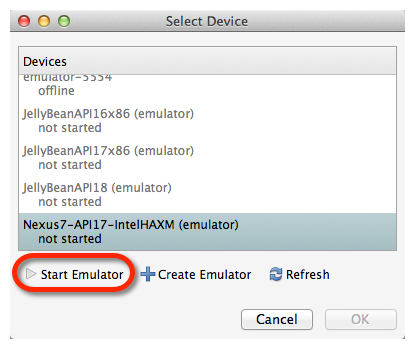 Select Device
Devices
emulator-5554
offline
JellyBeanAPI16x86 (emulator)
not started
JellyBeanAPI17x86 (emulator)
not started
JellyBeanAPI18 (emulator)
not started
Nexus7-API17-IntelHAXM (emulator)
not started
Start Emulator Create Emulator Refresh
Cancel OK